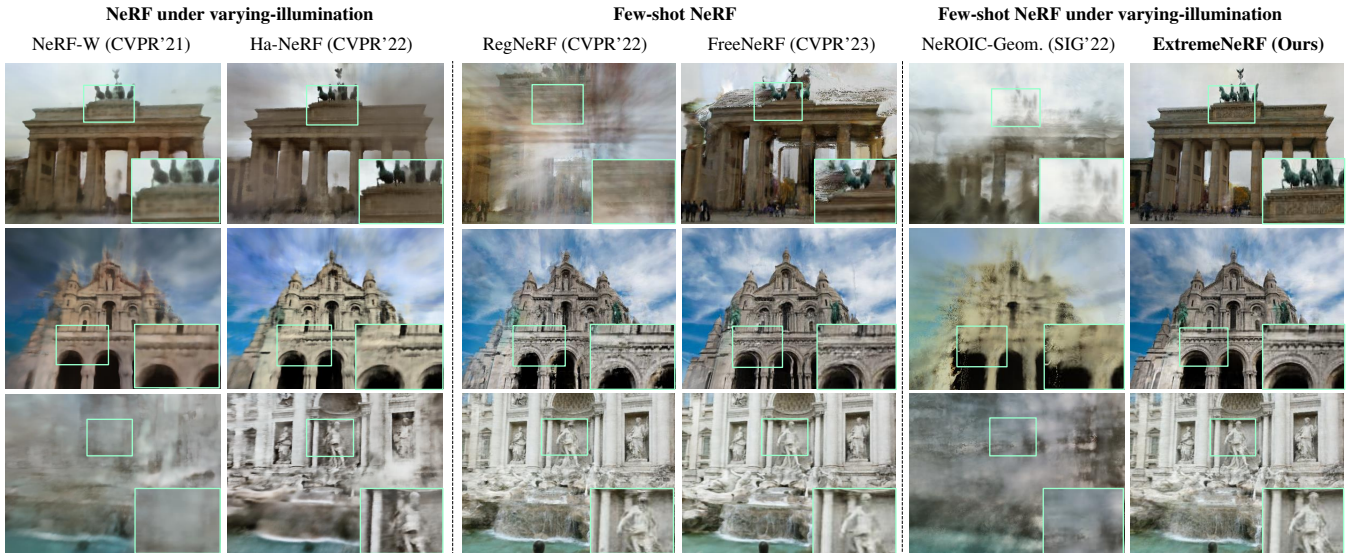 NeRF under varying-illumination
Few-shot NeRF
Few-shot NeRF under varying-illumination
NeRF-W (CVPR'21)
Ha-NeRF (CVPR'22)
RegNeRF (CVPR'22)
FreeNeRF (CVPR'23)
NeROIC-Geom. (SIG'22)
ExtremeNeRF (Ours)